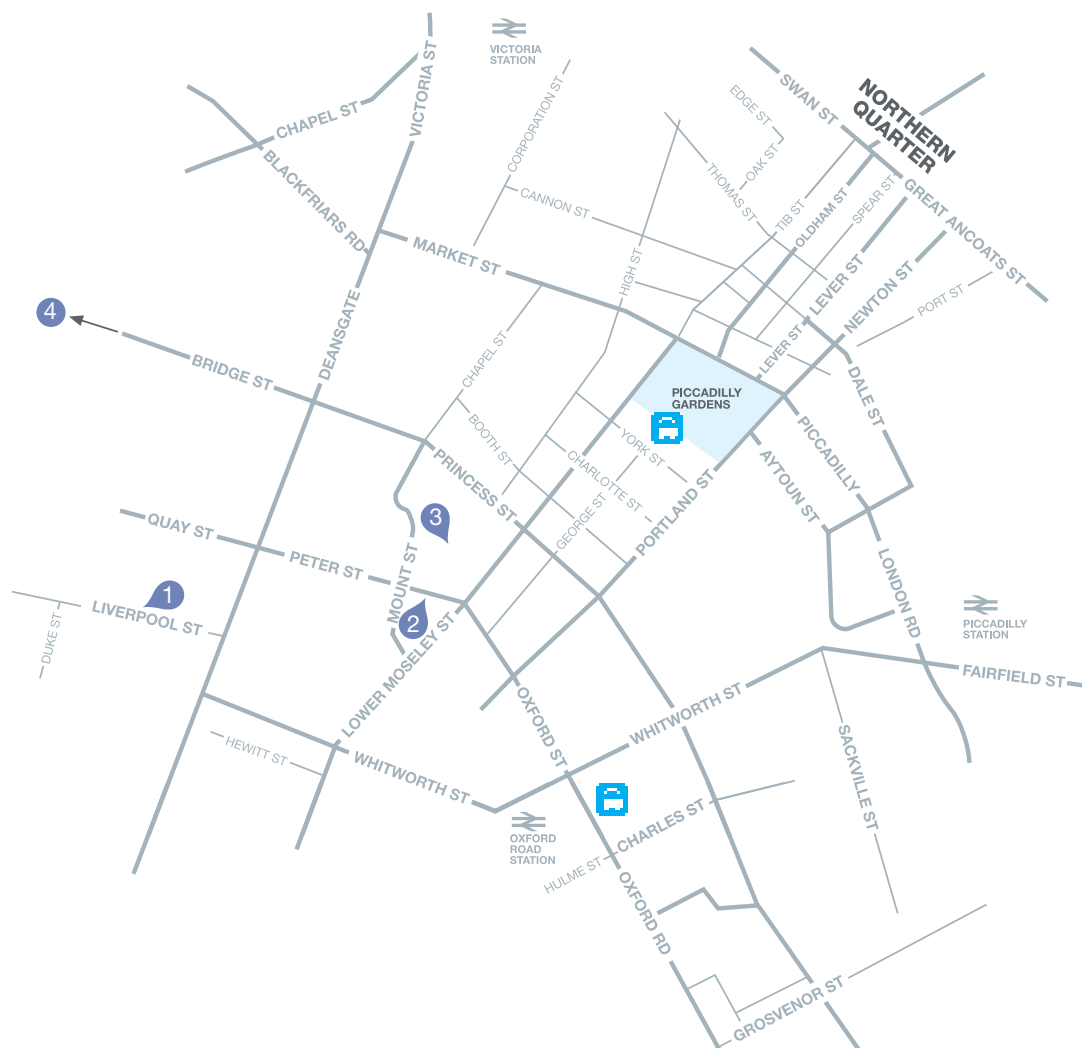 VICTORIA
STATION
VICTORIA ST
CHAPEL ST
BLACKFRIARS RD
CORPORATION ST
CANNON ST
MARKET ST
HIGH ST
EDGE ST
OAK ST
THOMAS ST
SWAN ST
NORTHERN
QUARTER
TIB ST
OLDHAM ST
SPEAR ST
GREAT ANCOATS ST
LEVER ST
LEVER ST
NEWTON ST
PORT ST
DALE ST
4
BRIDGE ST
DEANSGATE
CHAPEL ST
BOOTH ST
PRINCESS ST
PICCADILLY
GARDENS
YORK ST
CHARLOTTE ST
GEORGE ST
PORTLAND ST
AYTOUN ST
PICCADILLY
LONDON RD
QUAY ST
PETER ST
3
MOUNT ST
1
2
LIVERPOOL ST
DUKE ST
LOWER MOSELEY ST
PICCADILLY
STATION
FAIRFIELD ST
HEWITT ST
WHITWORTH ST
OXFORD ST
WHITWORTH ST
SACKVILLE ST
OXFORD
ROAD
STATION
CHARLES ST
HULME ST
OXFORD RD
GROSVENOR ST